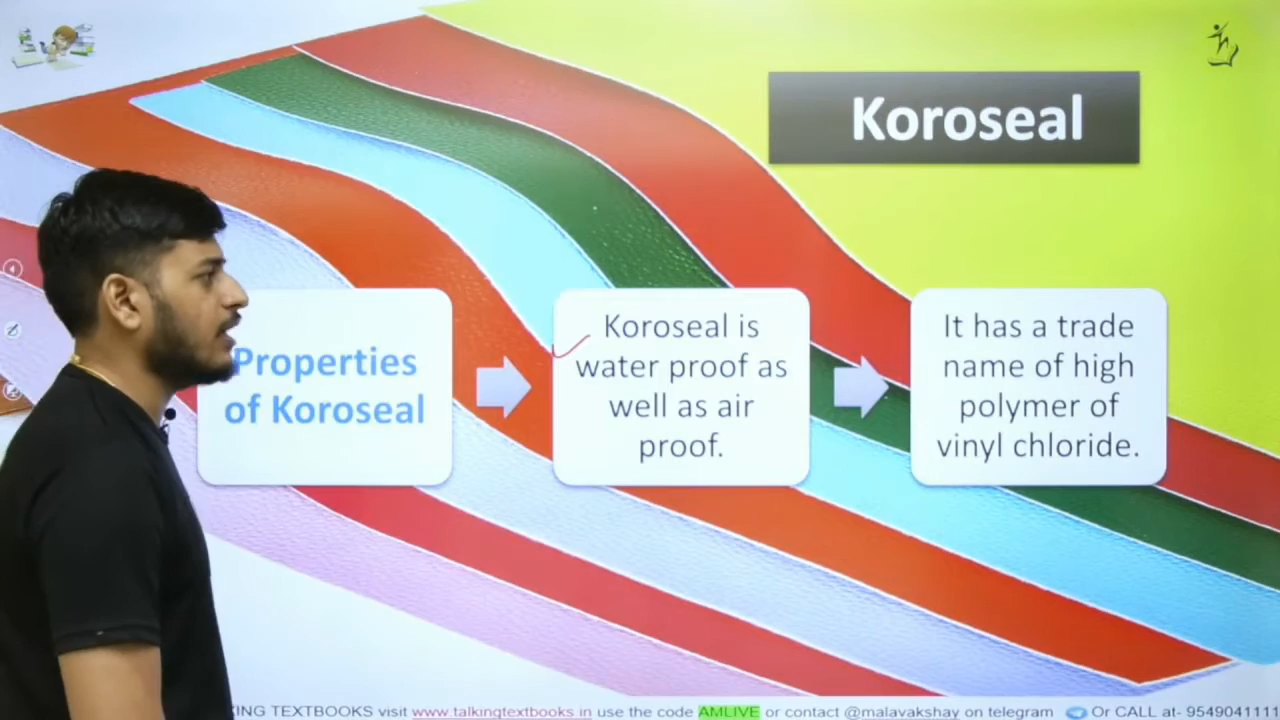 Koroseal
Properties
of Koroseal
Koroseal is
water proof as
well as air
proof.
It has a trade
name of high
polymer of
vinyl chloride.
KING TEXTBOOKS visit www.talkingtextbooks.in use the code AMLIVE or contact @malavakshay on telegram Or CALL at- 9549041111